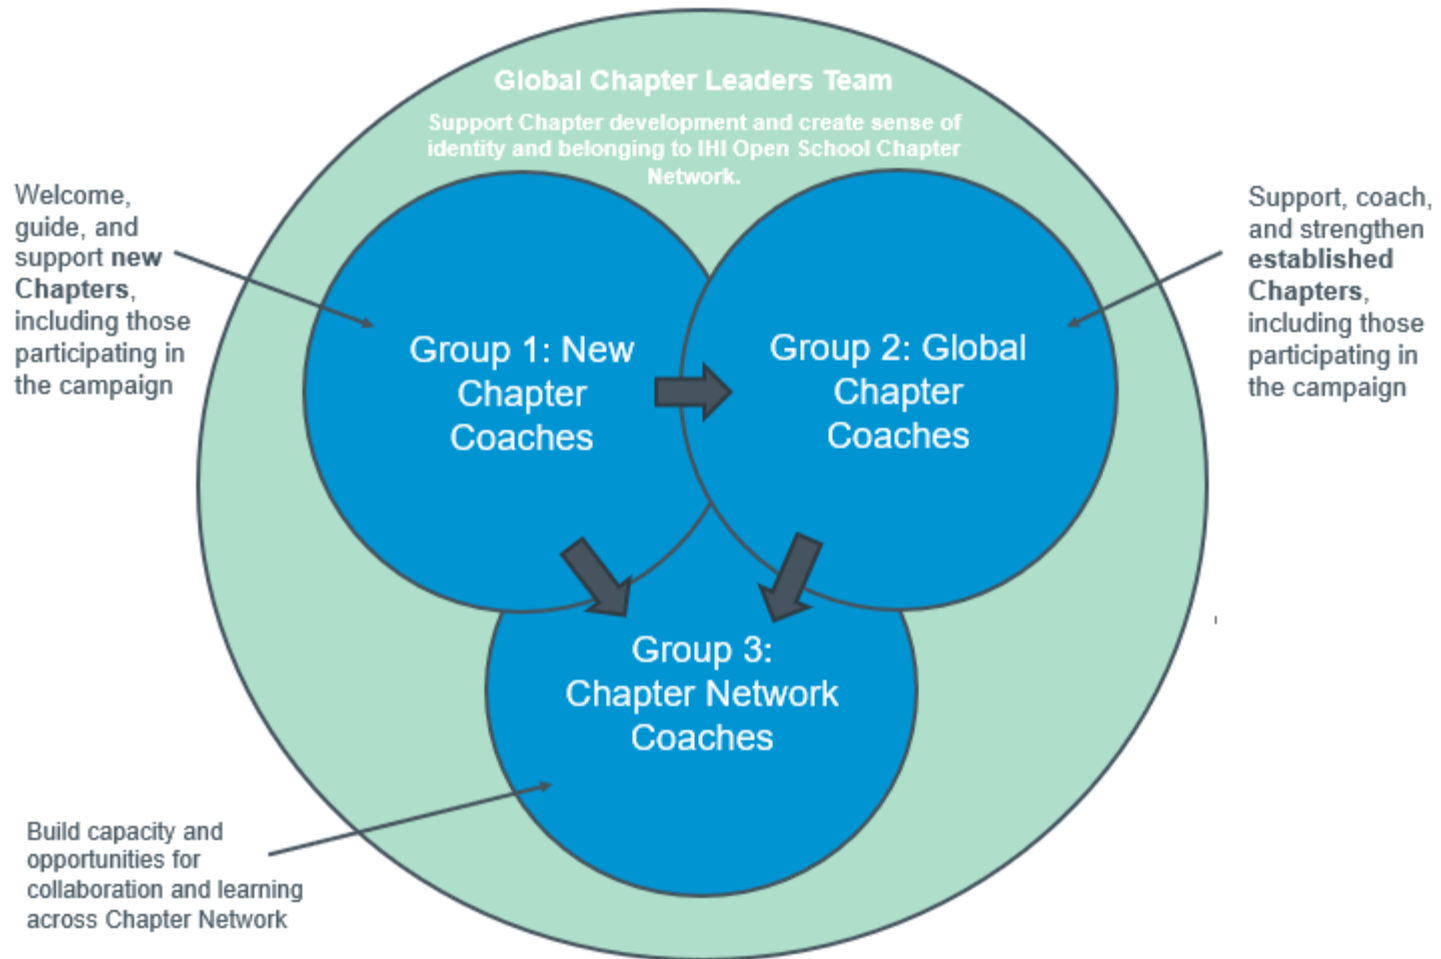 Global Chapter Leaders Team
Support Chapter development and create sense of
identity and belonging to IHI Open School Chapter
Network.
Welcome,
guide, and
support new
Chapters,
including those
participating in
the campaign
Group 1: New
Chapter
Coaches
Group 2: Global
Chapter
Coaches
Support, coach,
and strengthen
established
Chapters,
including those
participating in
the campaign
Group 3:
Chapter Network
Coaches
Build capacity and
opportunities for
collaboration and learning
across Chapter Network